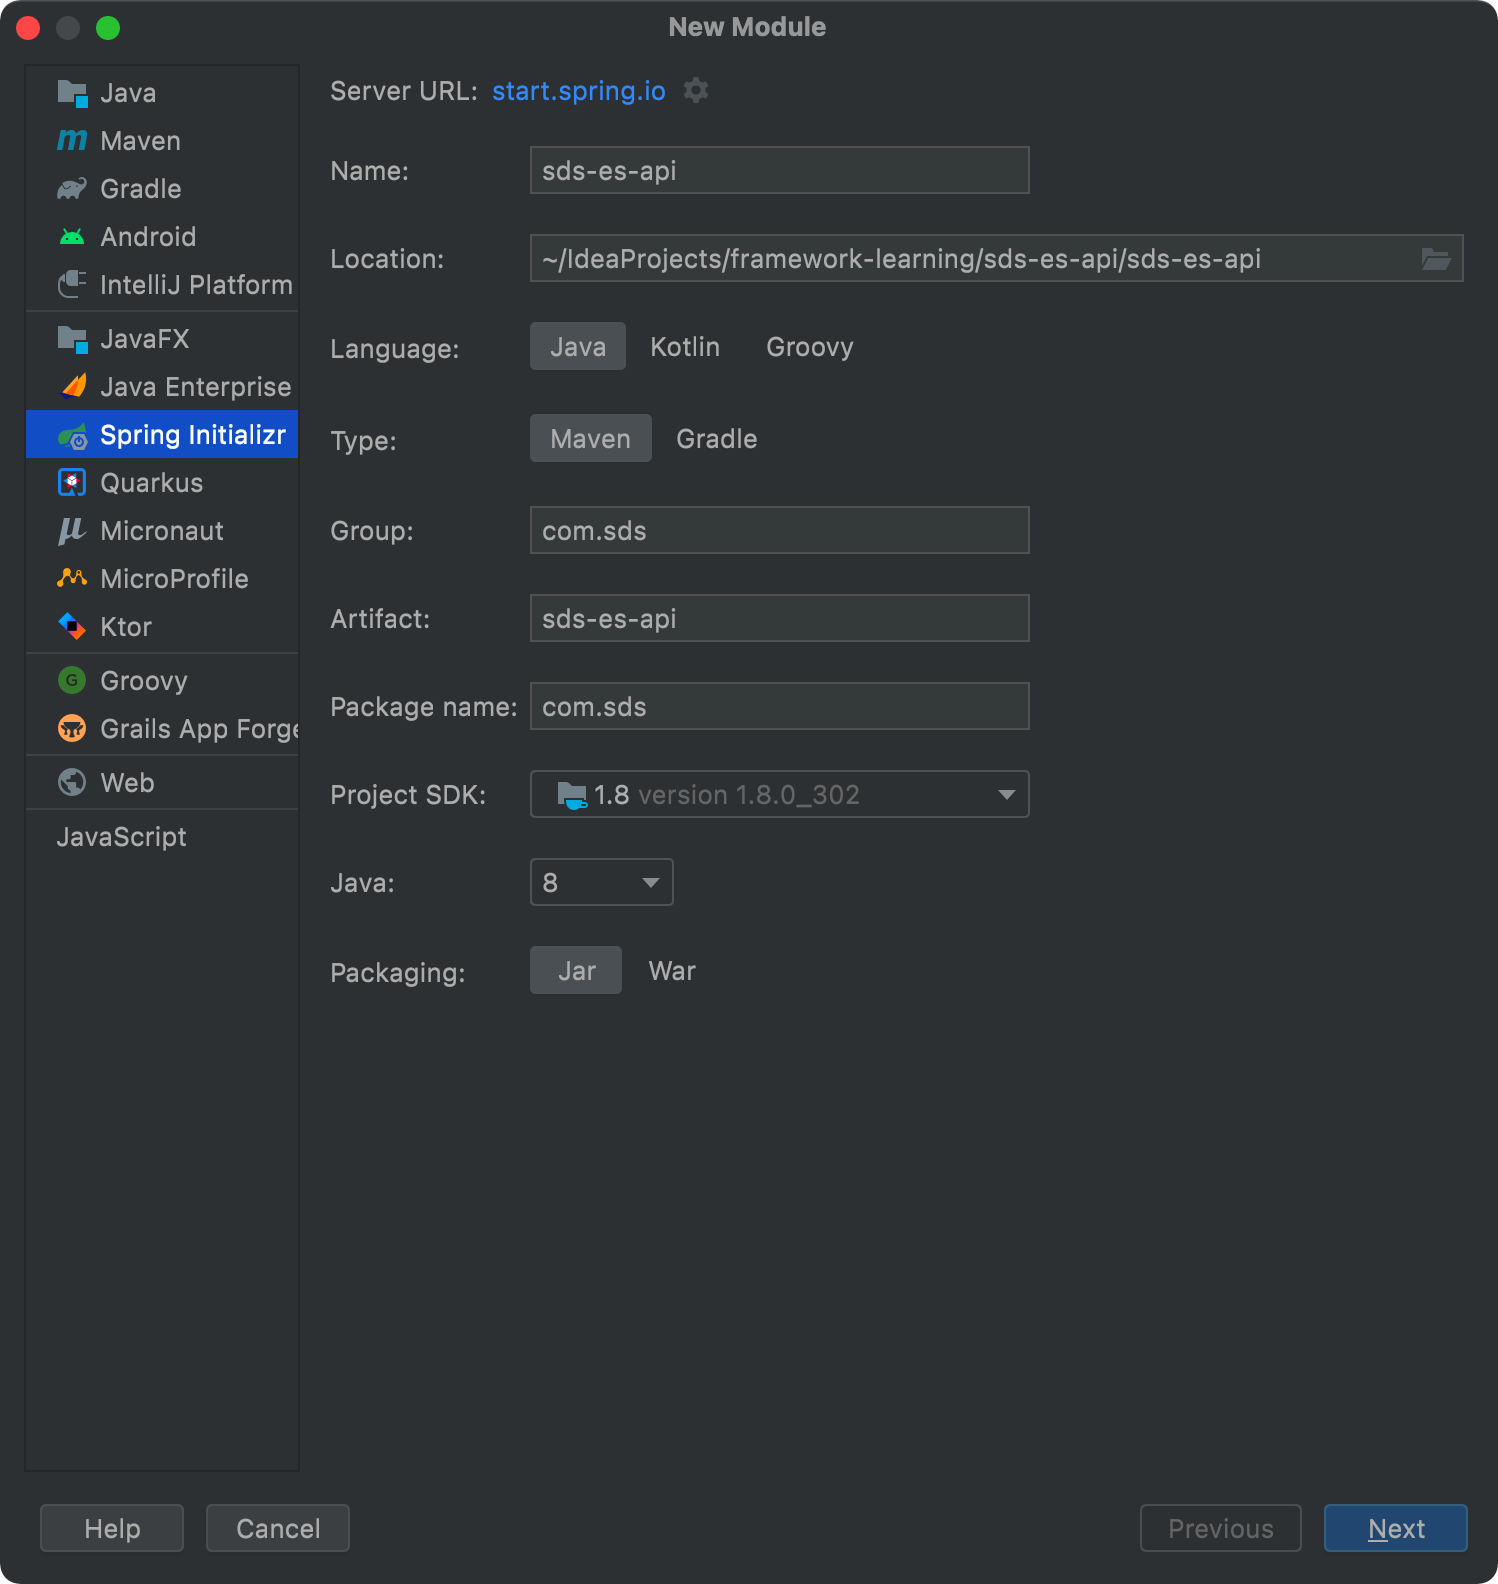 New Module
Java
Maven
Gradle
Android
IntelliJ Platform
JavaFX
Java Enterprise
Spring Initializr
Quarkus
Micronaut
MicroProfile
Ktor
G Groovy
Grails App Forge
Web
JavaScript
Server URL: start.spring.io
Name: sds-es-api
Location: ~/IdeaProjects/framework-learning/sds-es-api/sds-es-api
Language: Java Kotlin Groovy
Type: Maven Gradle
Group: com.sds
Artifact: sds-es-api
Package name: com.sds
Project SDK: 1.8 version 1.8.0_302
Java: 8
Packaging: Jar War
Help Cancel Previous Next